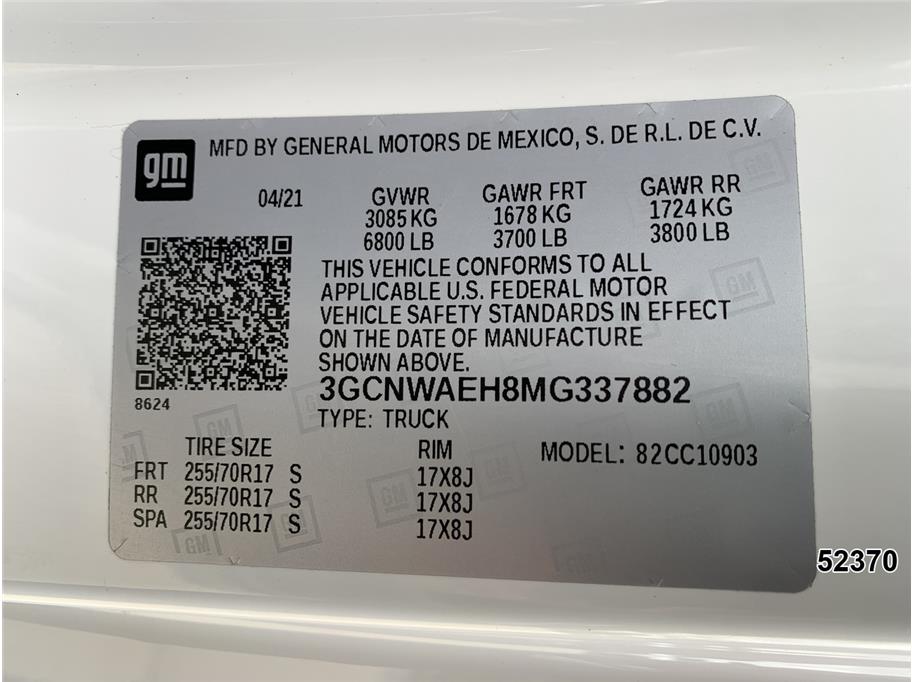 gm
MFD BY GENERAL MOTORS DE MEXICO, S. DE R.L. DE C.V.
04/21 GVWR GAWR FRT GAWR RR
3085 KG 1678 KG 1724 KG
6800 LB 3700 LB 3800 LB
THIS VEHICLE CONFORMS TO ALL
APPLICABLE U.S. FEDERAL MOTOR
VEHICLE SAFETY STANDARDS IN EFFECT
ON THE DATE OF MANUFACTURE
SHOWN ABOVE.
8624
3GCNWAEH8MG337882
TYPE: TRUCK
TIRE SIZE RIM MODEL: 82CC10903
FRT 255/70R17 S 17X8J
RR 255/70R17 S 17X8J
SPA 255/70R17 S 17X8J
52370